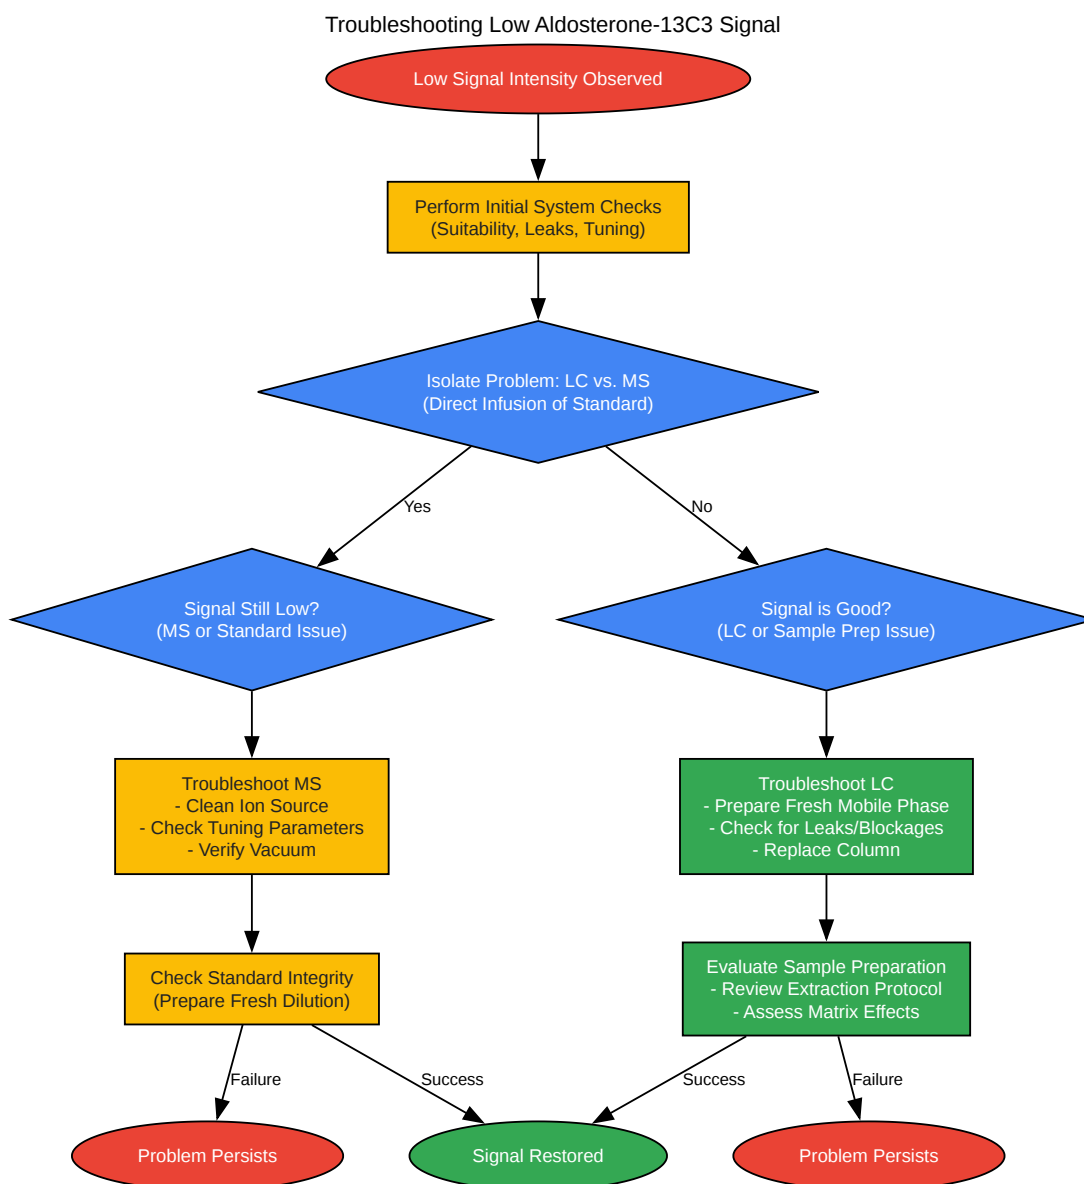 Troubleshooting Low Aldosterone-13C3 Signal
Low Signal Intensity Observed
Perform Initial System Checks
(Suitability, Leaks, Tuning)
Isolate Problem: LC vs. MS
(Direct Infusion of Standard)
Yes
No
Signal Still Low?
(MS or Standard Issue)
Signal is Good?
(LC or Sample Prep Issue)
Troubleshoot MS
- Clean Ion Source
- Check Tuning Parameters
- Verify Vacuum
Troubleshoot LC
- Prepare Fresh Mobile Phase
- Check for Leaks/Blockages
- Replace Column
Check Standard Integrity
(Prepare Fresh Dilution)
Evaluate Sample Preparation
- Review Extraction Protocol
- Assess Matrix Effects
Failure
Success
Success
Failure
Problem Persists
Signal Restored
Problem Persists